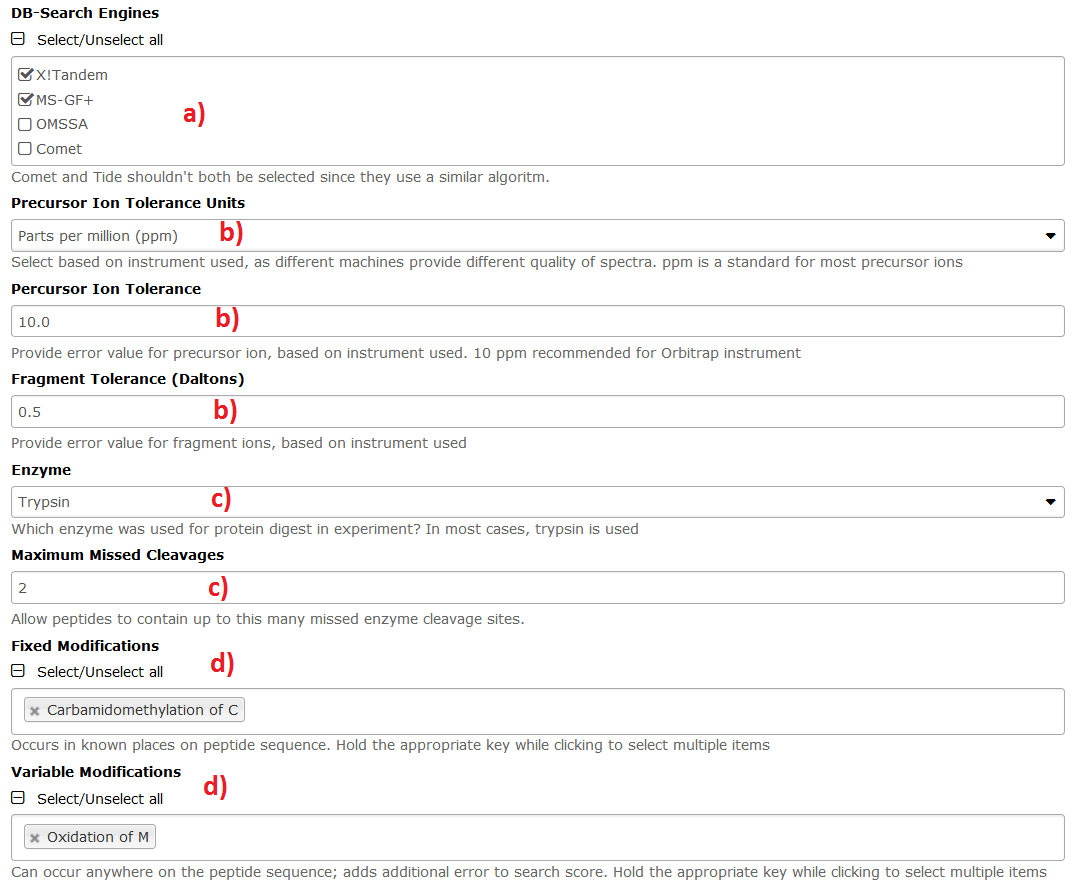 DB-Search Engines
Select/Unselect all
X!Tandem
MS-GF+
a)
OMSSA
Comet
Comet and Tide shouldn't both be selected since they use a similar algoritm.
Precursor Ion Tolerance Units
Parts per million (ppm) b)
Select based on instrument used, as different machines provide different quality of spectra. ppm is a standard for most precursor ions
Percursor Ion Tolerance
10.0 b)
Provide error value for precursor ion, based on instrument used. 10 ppm recommended for Orbitrap instrument
Fragment Tolerance (Daltons)
0.5 b)
Provide error value for fragment ions, based on instrument used
Enzyme
Trypsin c)
Which enzyme was used for protein digest in experiment? In most cases, trypsin is used
Maximum Missed Cleavages
2 c)
Allow peptides to contain up to this many missed enzyme cleavage sites.
Fixed Modifications
Select/Unselect all d)
Carbamidomethylation of C
Occurs in known places on peptide sequence. Hold the appropriate key while clicking to select multiple items
Variable Modifications
d)
Select/Unselect all
Oxidation of M
Can occur anywhere on the peptide sequence; adds additional error to search score. Hold the appropriate key while clicking to select multiple items